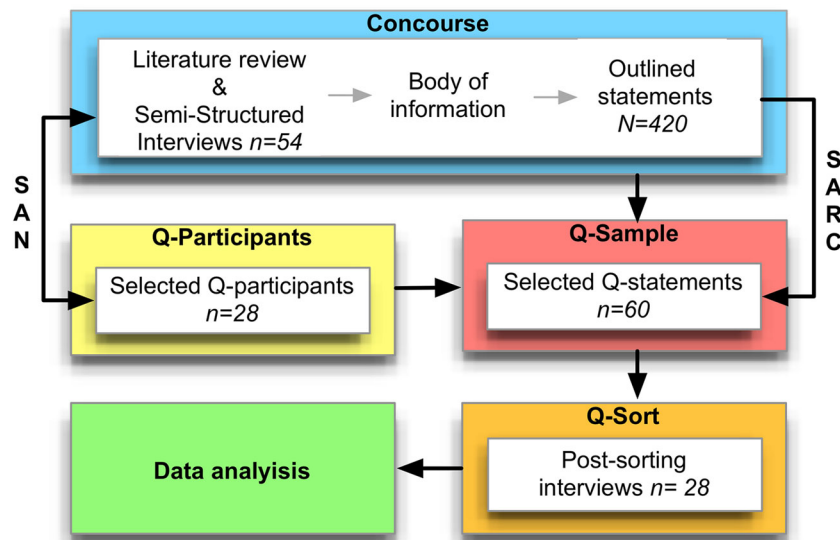 Concourse
Literature review
&
Semi-Structured
Interviews n=54
Body of
information
Outlined
statements
N=420
S
A
N
S
A
R
C
Q-Participants
Selected Q-participants
n=28
Q-Sample
Selected Q-statements
n=60
Q-Sort
Post-sorting
interviews n= 28
Data analyisis